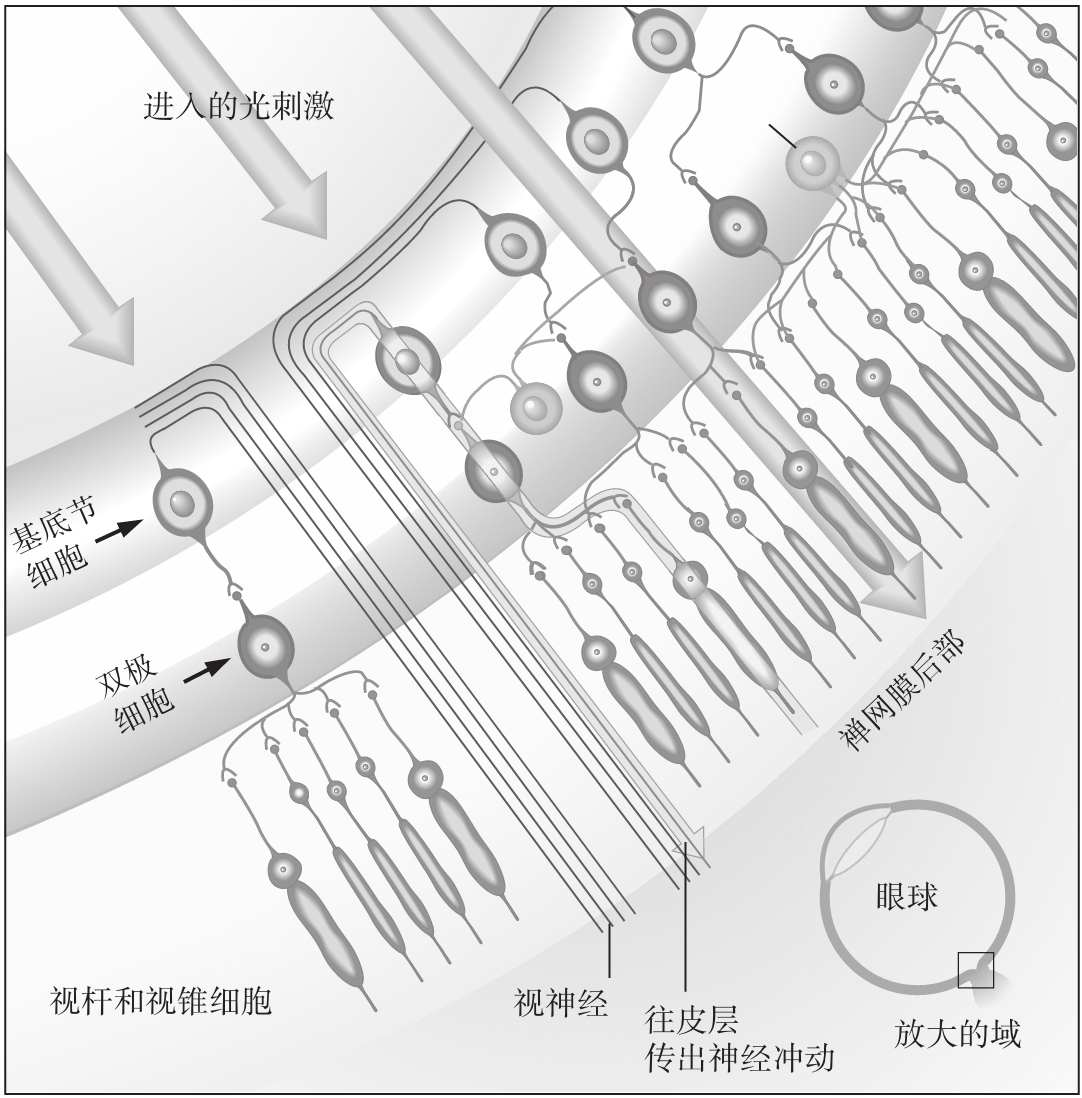 进入的光刺激
基底节
细胞
双极
细胞
禅网膜后部
眼球
视杆和视锥细胞
视神经
往皮层
传出神经冲动
放大的域